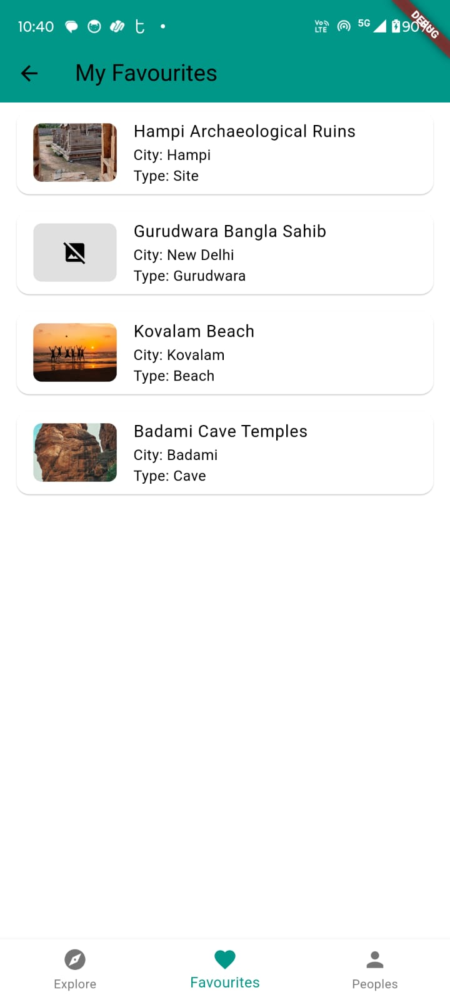 10:40
Vo
LTE
5G
90%
DEBUG
My Favourites
Hampi Archaeological Ruins
City: Hampi
Type: Site
Gurudwara Bangla Sahib
City: New Delhi
Type: Gurudwara
Kovalam Beach
City: Kovalam
Type: Beach
Badami Cave Temples
City: Badami
Type: Cave
Explore
Favourites
Peoples